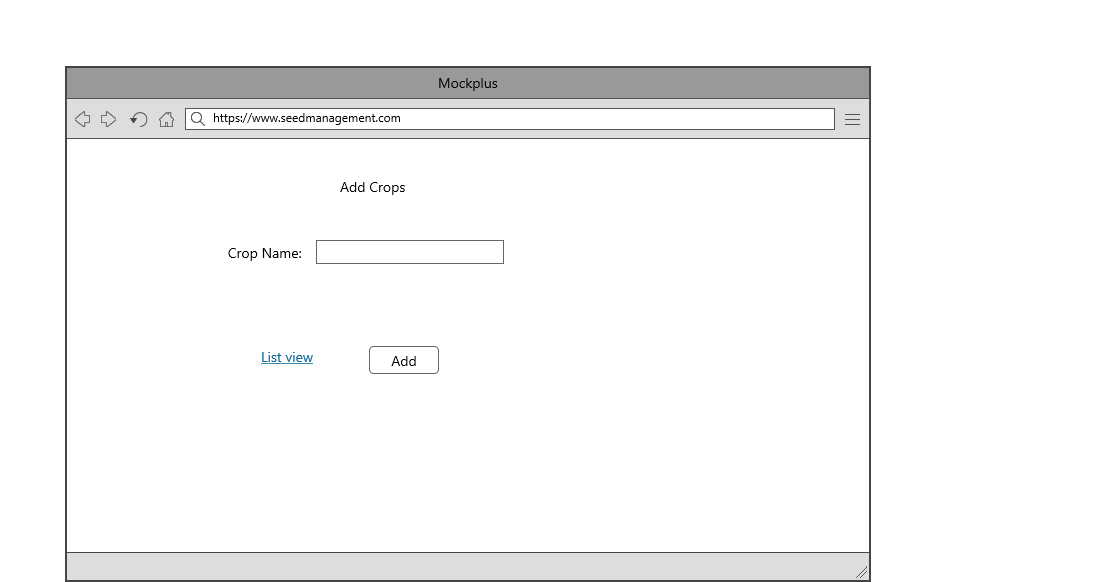 Mockplus
https://www.seedmanagement.com
Add Crops
Crop Name:
List view
Add